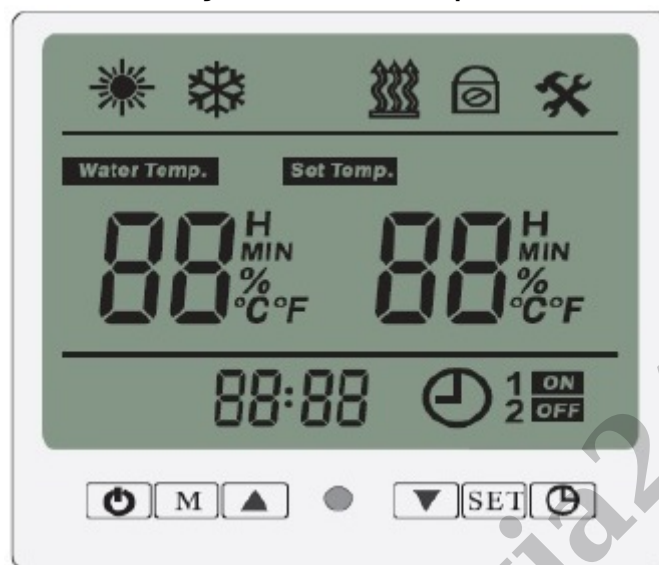 Water Temp. Set Temp.
88 H MIN % °C °F 88 H MIN % °C °F
88:88 1 ON 2 OFF
M SET